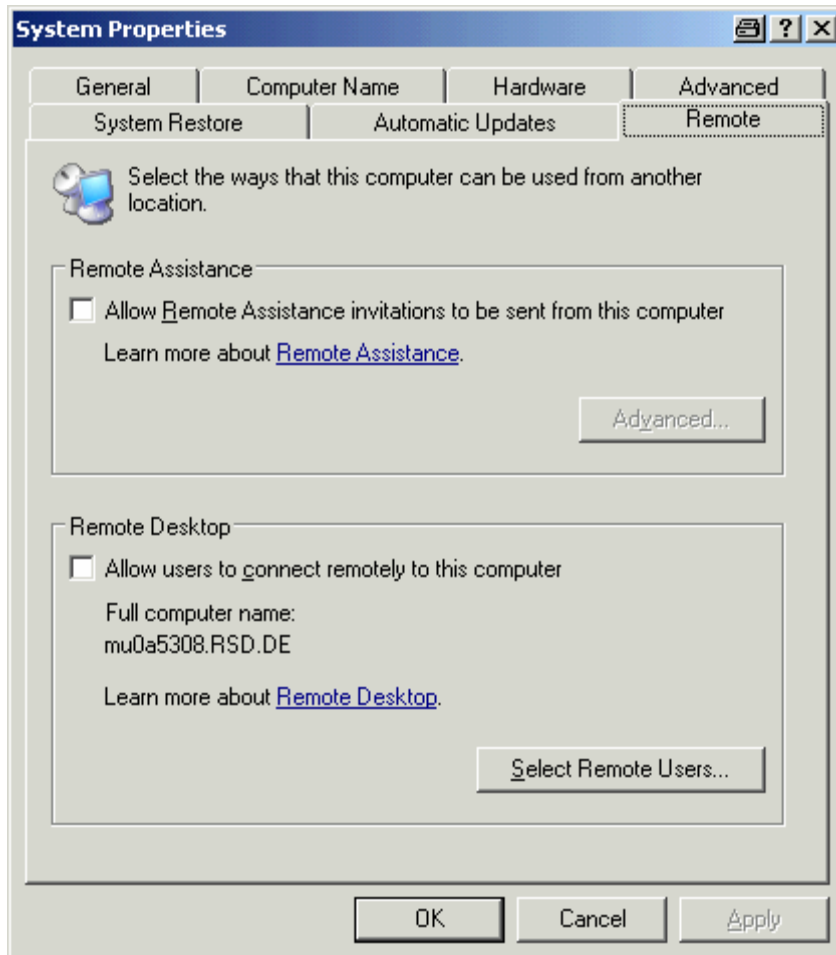 System Properties
General
Computer Name
Hardware
Advanced
System Restore
Automatic Updates
Remote
Select the ways that this computer can be used from another
location.
Remote Assistance
Allow Remote Assistance invitations to be sent from this computer
Learn more about Remote Assistance.
Advanced...
Remote Desktop
Allow users to connect remotely to this computer
Full computer name:
mu0a5308.RSD.DE
Learn more about Remote Desktop.
Select Remote Users...
OK
Cancel
Apply